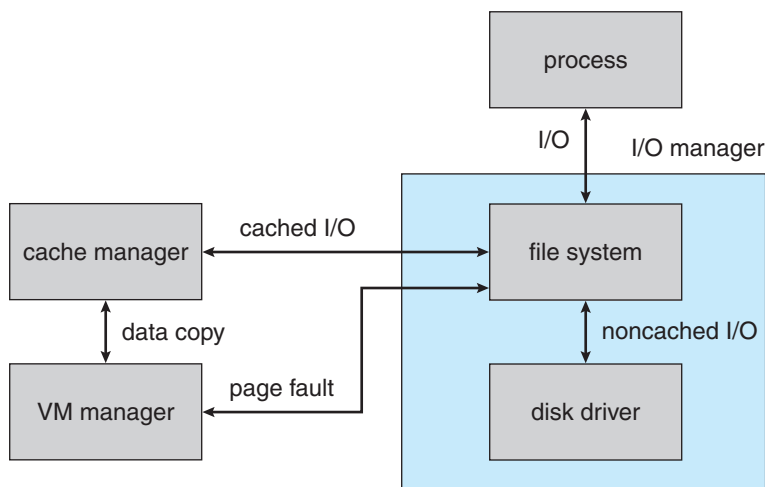 process
I/O
I/O manager
cache manager
cached I/O
file system
data copy
noncached I/O
VM manager
page fault
disk driver